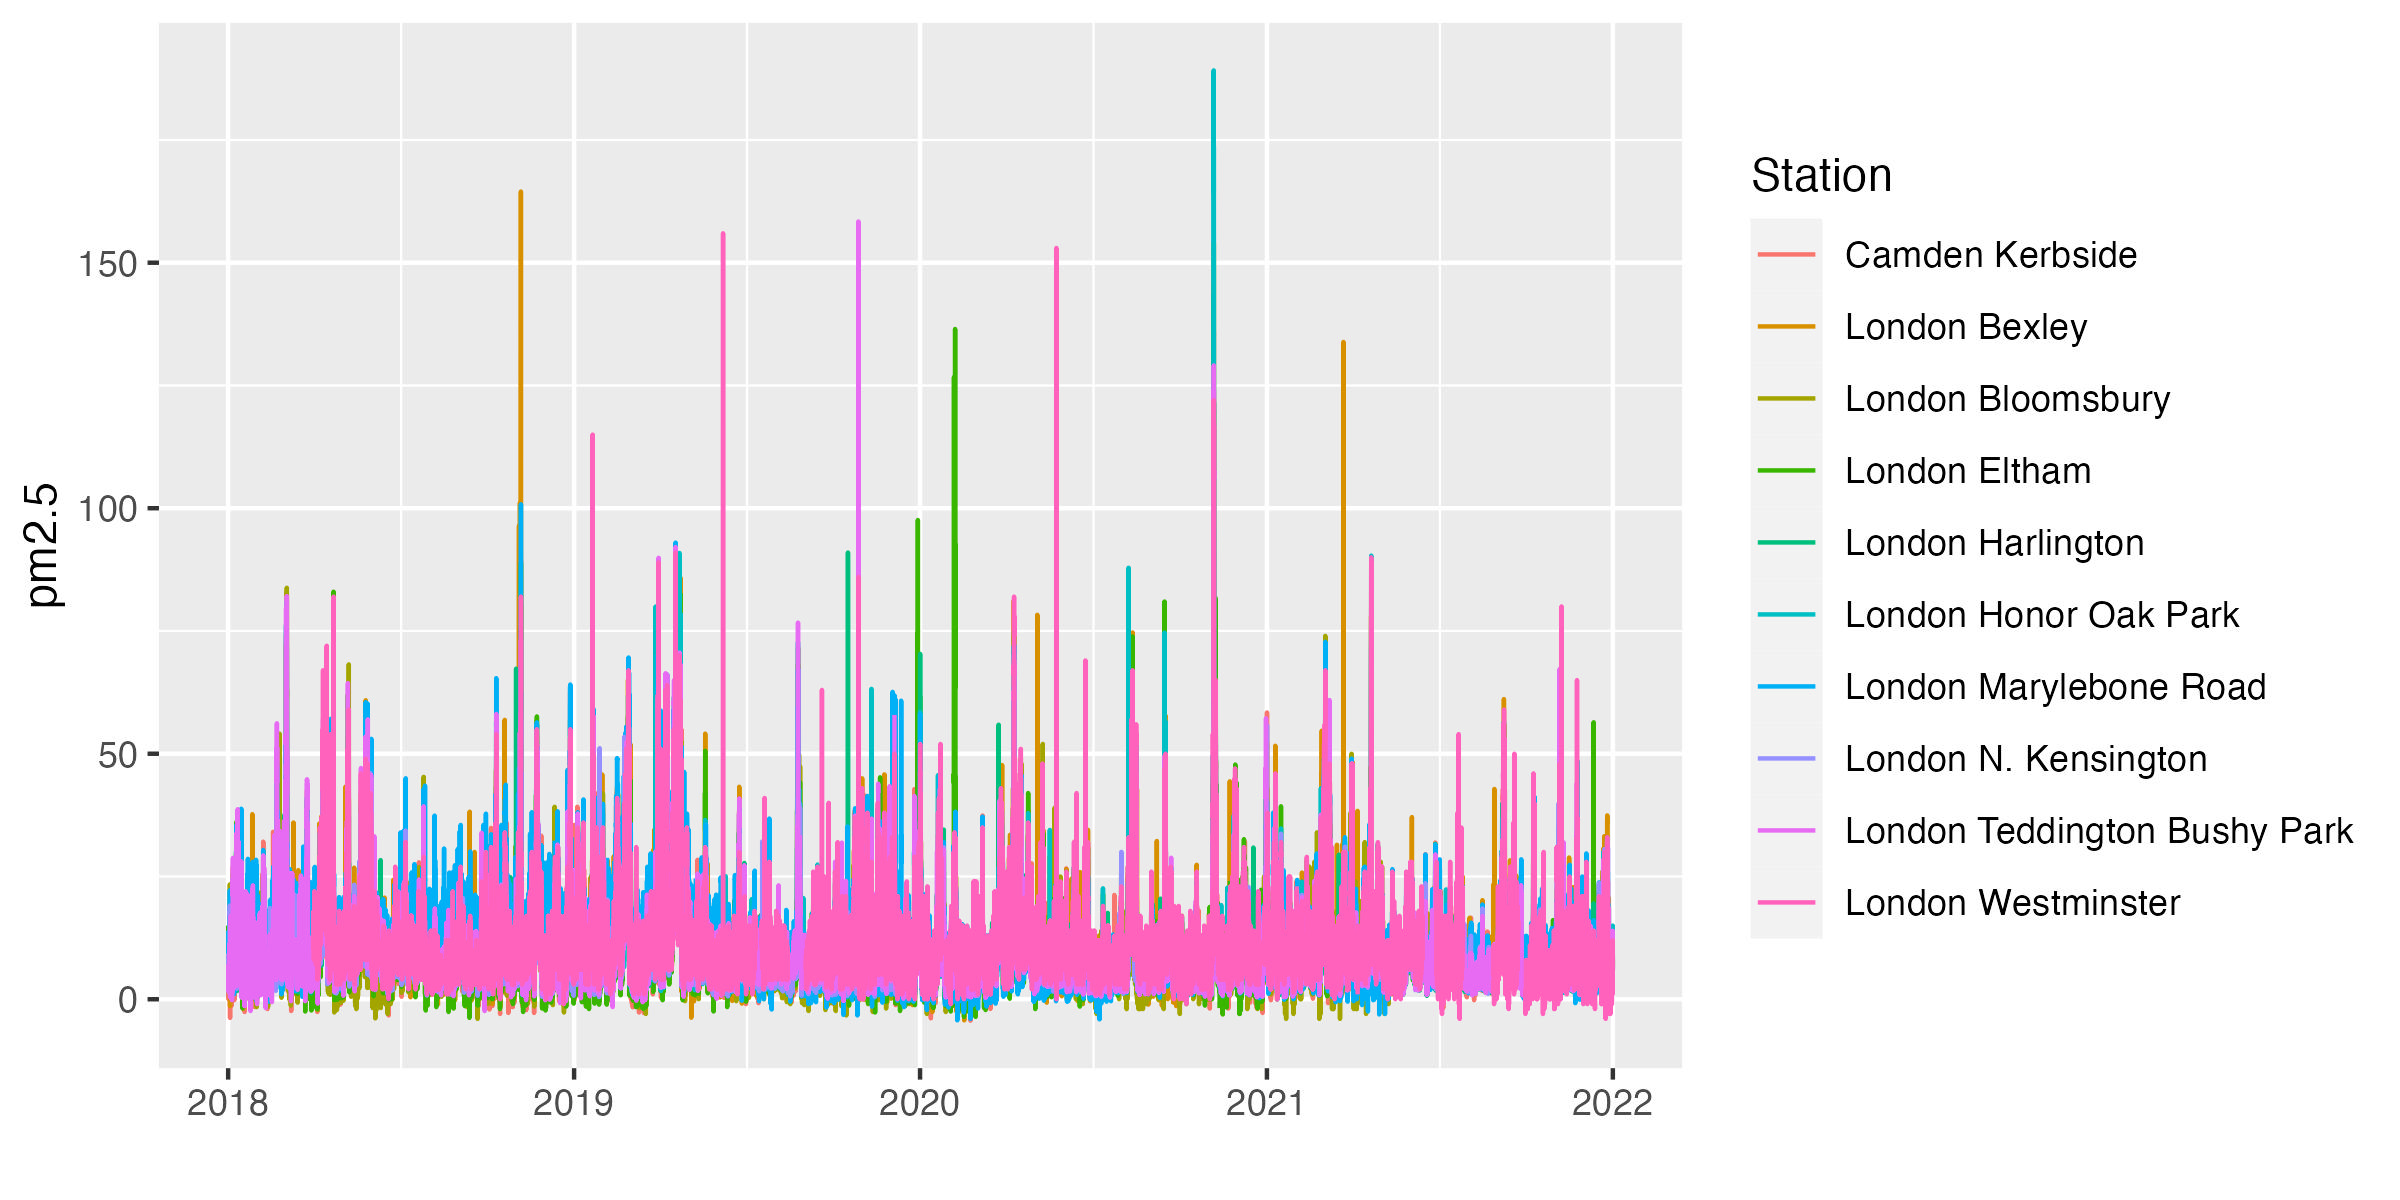 pm2.5
150
100
50
0
2018
2019
2020
2021
2022
Station
Camden Kerbside
London Bexley
London Bloomsbury
London Eltham
London Harlington
London Honor Oak Park
London Marylebone Road
London N. Kensington
London Teddington Bushy Park
London Westminster